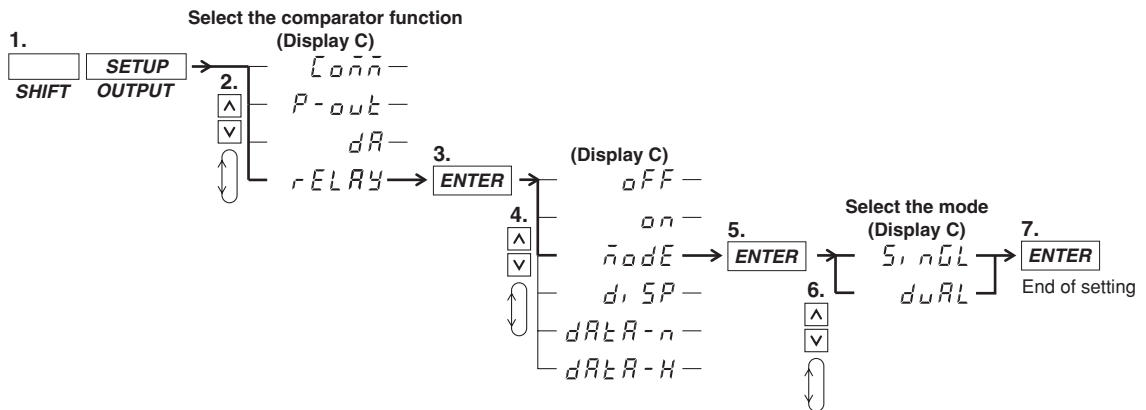 Select the comparator function
(Display C)
1.
SETUP
SHIFT OUTPUT
2.
Comm
P-out
dA
rELAY
3.
ENTER
(Display C)
4.
oFF
on
modE
diSP
dAtA-n
dAtA-H
5.
ENTER
Select the mode
(Display C)
6.
SinGL
duAL
7.
ENTER
End of setting